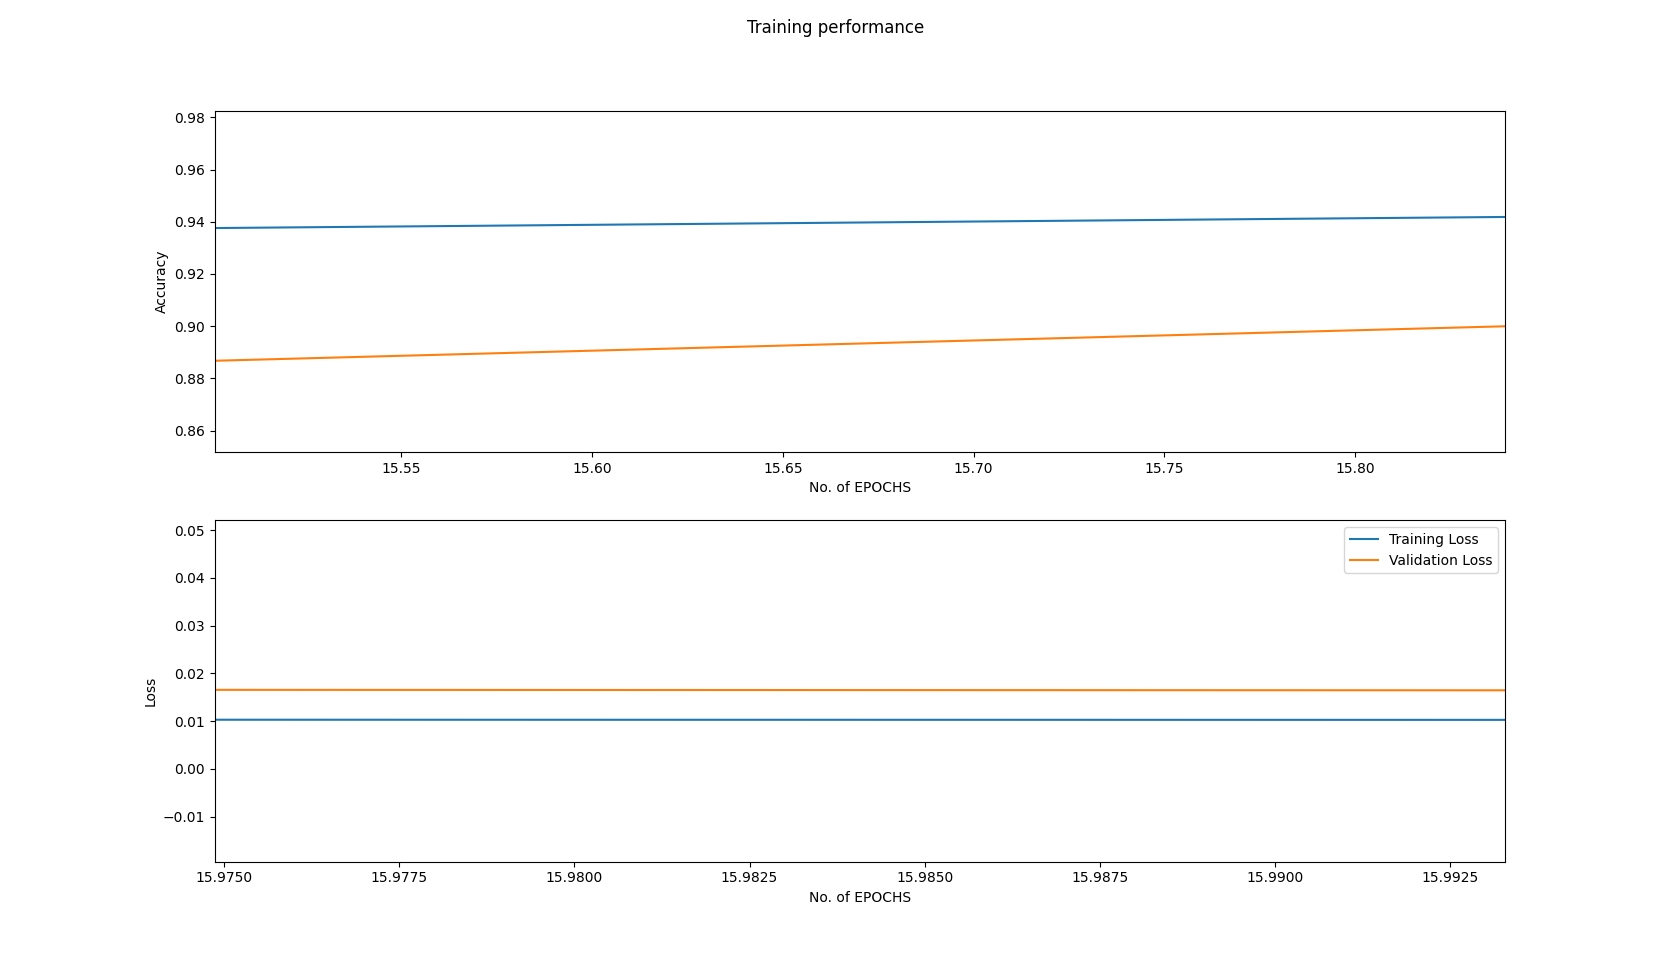 Training performance
0.98
0.96
0.94
0.92
0.90
0.88
0.86
Accuracy
15.55 15.60 15.65 15.70 15.75 15.80
No. of EPOCHS
0.05
0.04
0.03
0.02
0.01
0.00
−0.01
Loss
Training Loss
Validation Loss
15.9750 15.9775 15.9800 15.9825 15.9850 15.9875 15.9900 15.9925
No. of EPOCHS